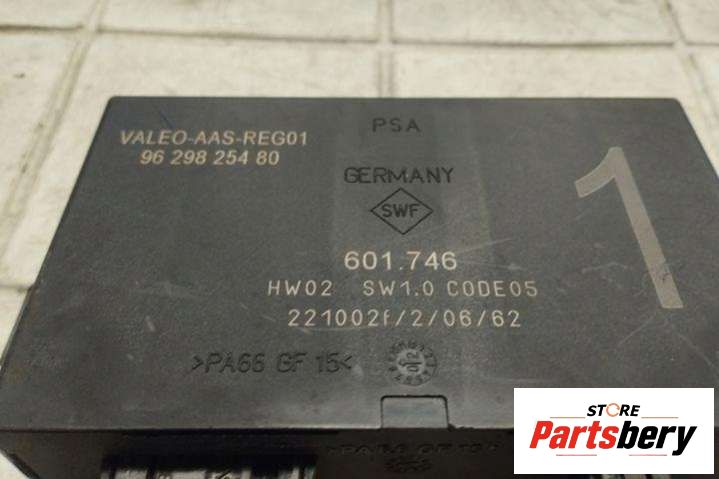 VALEO-AAS-REG01
96 298 254 80
PSA
GERMANY
SWF
1
601.746
HW02 SW1.0 CODE05
221002f/2/06/62
>PA66 GF 15<
STORE
Partsbery